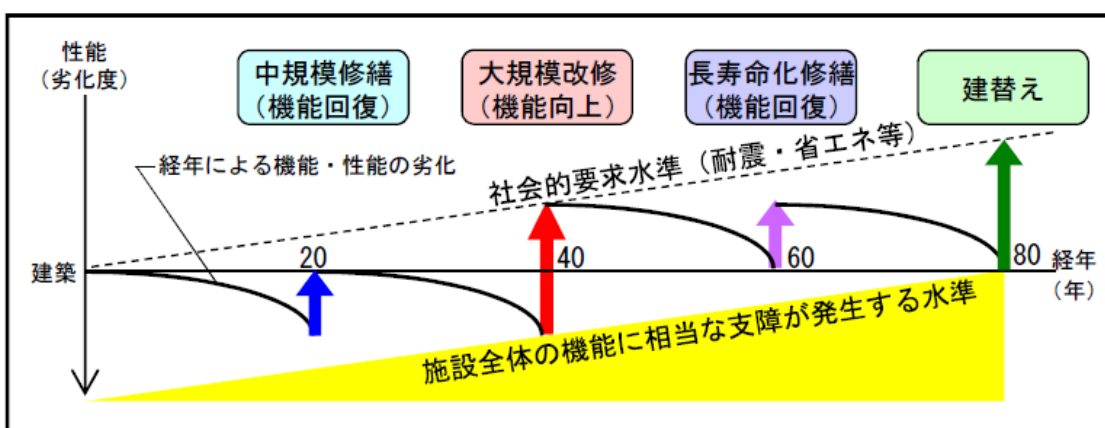 性能
（劣化度）
中規模修繕
（機能回復）
大規模改修
（機能向上）
長寿命化修繕
（機能回復）
建替え
経年による機能・性能の劣化
社会的要求水準（耐震・省エネ等）
建築
20
40
60
80
経年
（年）
施設全体の機能に相当な支障が発生する水準